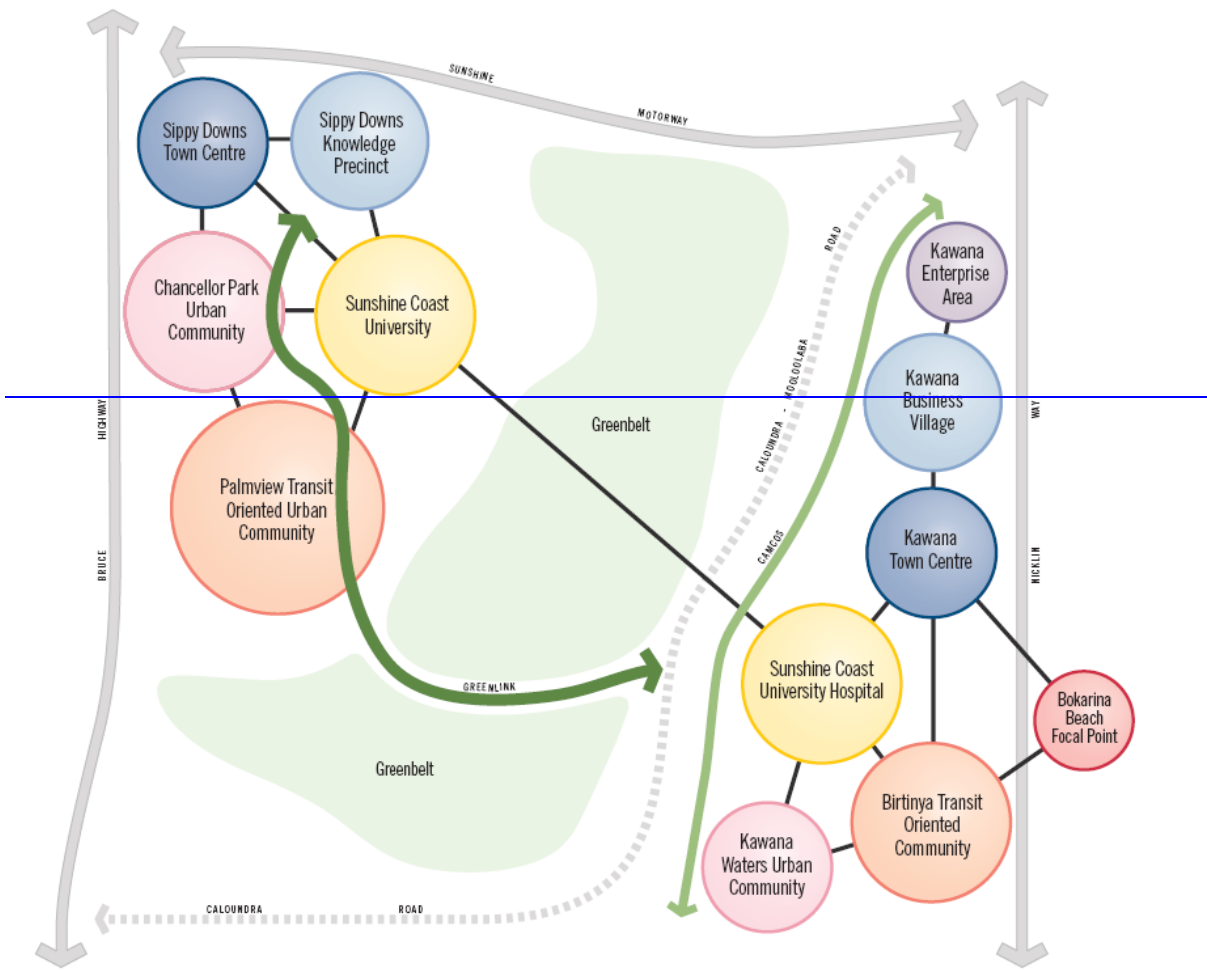 SUNSHINE
MOTORWAY
Sippy Downs
Town Centre
Sippy Downs
Knowledge
Precinct
Chancellor Park
Urban
Community
Sunshine Coast
University
Palmview Transit
Oriented Urban
Community
HIGHWAY
BRUCE
Greenbelt
ROAD
CALOUNDRA - MOOLOOLABA
CAMCOS
Kawana
Enterprise
Area
Kawana
Business
Village
WAY
NICKLIN
Kawana
Town Centre
Sunshine Coast
University Hospital
Bokarina
Beach
Focal Point
GREENLINK
Greenbelt
Birtinya Transit
Oriented
Community
Kawana
Waters Urban
Community
CALOUNDRA ROAD